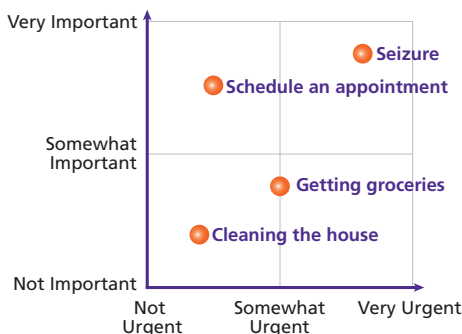 Very Important
Seizure
Schedule an appointment
Somewhat
Important
Getting groceries
Cleaning the house
Not Important
Not
Urgent
Somewhat
Urgent
Very Urgent